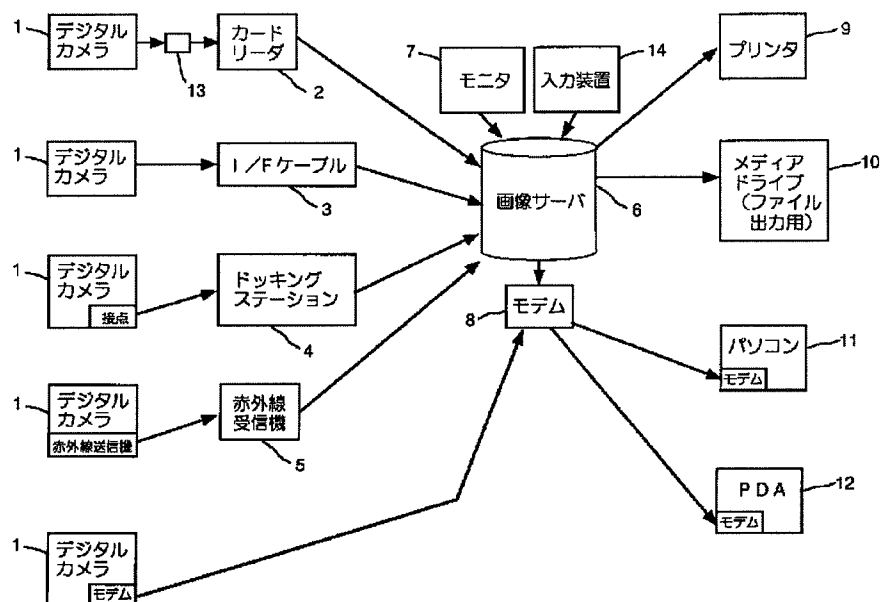 1
デジタル
カメラ
13
カード
リーダ
2
7
モニタ
入力装置
14
プリンタ
9
1
デジタル
カメラ
I/Fケーブル
3
画像サーバ
6
メディア
ドライブ
(ファイル
出力用)
10
1
デジタル
カメラ
接点
ドッキング
ステーション
4
8
モデム
パソコン
モデム
11
1
デジタル
カメラ
赤外線送信機
赤外線
受信機
5
PDA
モデム
12
1
デジタル
カメラ
モデム